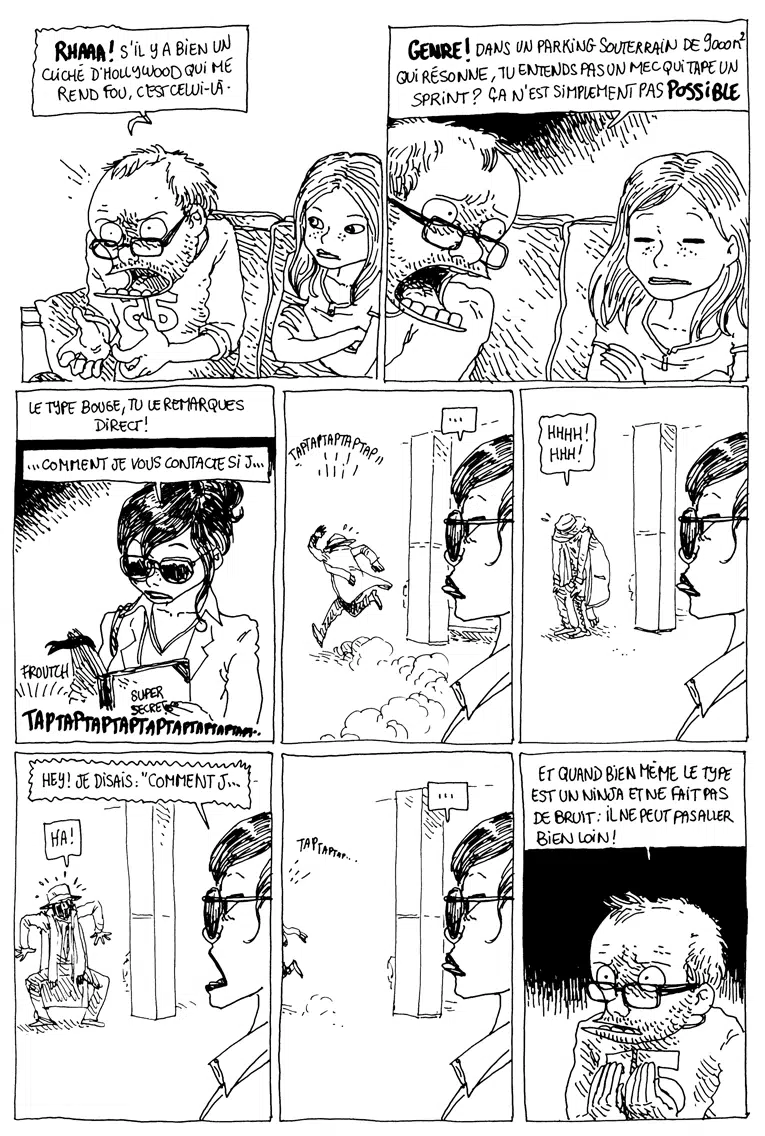 RHAAA! S'IL Y A BIEN UN
CLICHÉ D'HOLLYWOOD QUI ME
REND FOU, C'EST CELUI-LÀ.
GENRE! DANS UN PARKING SOUTERRAIN DE 9000M²
QUI RÉSONNE, TU ENTENDS PAS UN MEC QUI TAPE UN
SPRINT? ÇA N'EST SIMPLEMENT PAS POSSIBLE
LE TYPE BOUGE, TU LE REMARQUES
DIRECT!
...COMMENT JE VOUS CONTACTE SI J...
FROUTCH
SUPER
SECRET
TAPTAPTAPTAPTAPTAPTAPTAPTAPTAP..
...
TAPTAPTAPTAPTAP!!
HHHH!
HHH!
HEY! JE DISAIS: "COMMENT J...
HA!
...
TAPTAPTAP...
ET QUAND BIEN MÊME LE TYPE
EST UN NINJA ET NE FAIT PAS
DE BRUIT: IL NE PEUT PAS ALLER
BIEN LOIN!